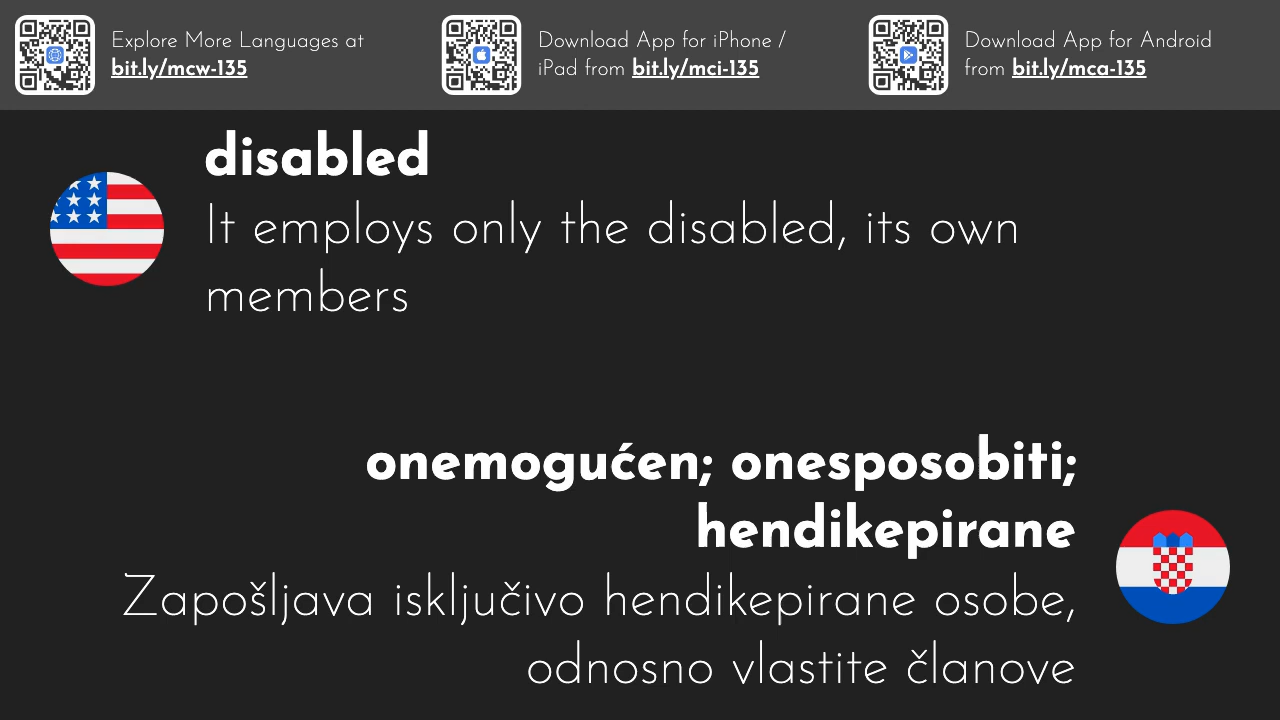 Explore More Languages at
bit.ly/mcw-135
Download App for iPhone /
iPad from bit.ly/mci-135
Download App for Android
from bit.ly/mca-135
disabled
It employs only the disabled, its own
members
onemogućen; onesposobiti;
hendikepirane
Zapošljava isključivo hendikepirane osobe,
odnosno vlastite članove